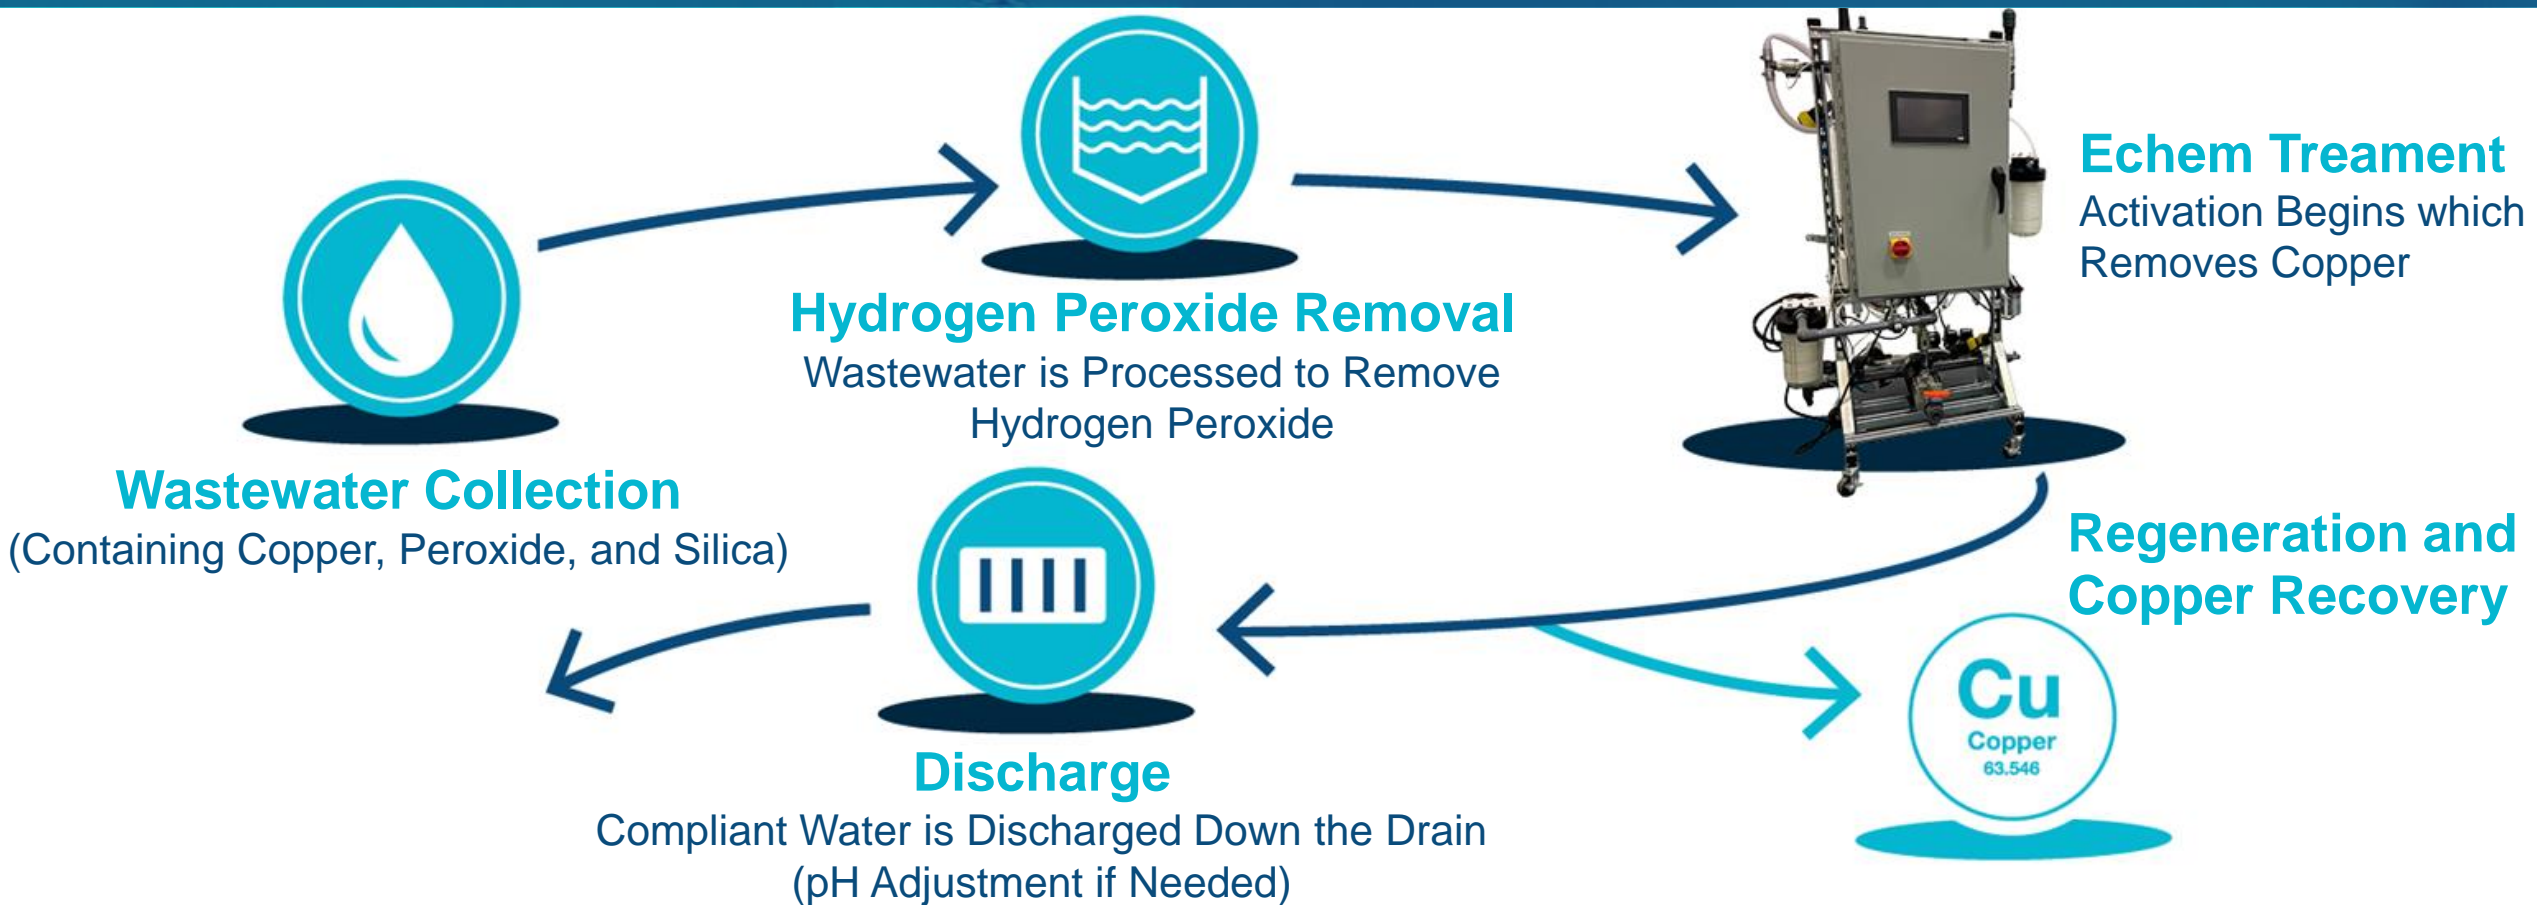 Wastewater Collection
(Containing Copper, Peroxide, and Silica)
Hydrogen Peroxide Removal
Wastewater is Processed to Remove
Hydrogen Peroxide
Echem Treament
Activation Begins which
Removes Copper
Regeneration and
Copper Recovery
Cu
Copper
63.546
Discharge
Compliant Water is Discharged Down the Drain
(pH Adjustment if Needed)